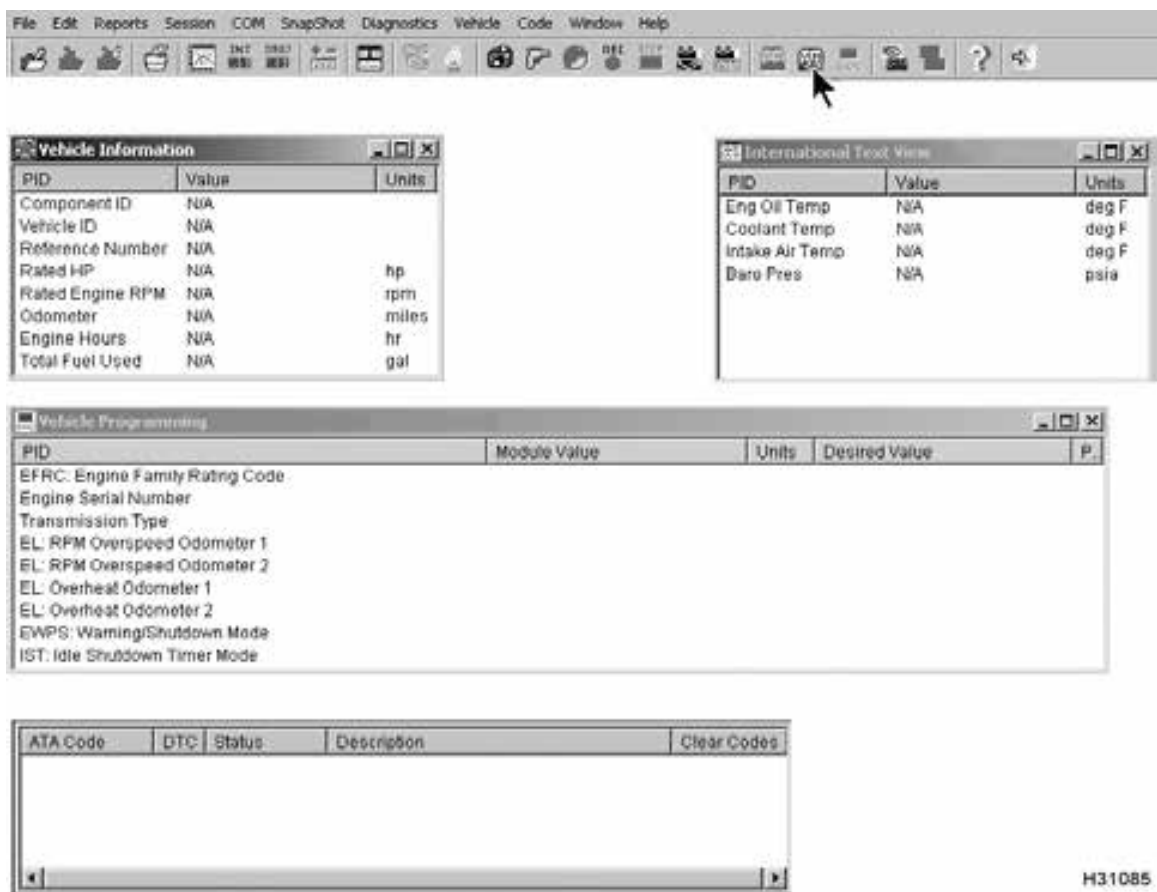 File Edit Reports Session COM SnapShot Diagnostics Vehicle Code Window Help
Vehicle Information
PID Value Units
Component ID N/A
Vehicle ID N/A
Reference Number N/A
Rated HP N/A hp
Rated Engine RPM N/A rpm
Odometer N/A miles
Engine Hours N/A hr
Total Fuel Used N/A gal
International Text View
PID Value Units
Eng Oil Temp N/A deg F
Coolant Temp N/A deg F
Intake Air Temp N/A deg F
Baro Pres N/A psia
Vehicle Programming
PID Module Value Units Desired Value P.
EFRC: Engine Family Rating Code
Engine Serial Number
Transmission Type
EL: RPM Overspeed Odometer 1
EL: RPM Overspeed Odometer 2
EL: Overheat Odometer 1
EL: Overheat Odometer 2
EWPS: Warning/Shutdown Mode
IST: Idle Shutdown Timer Mode
ATA Code DTC Status Description Clear Codes
H31085